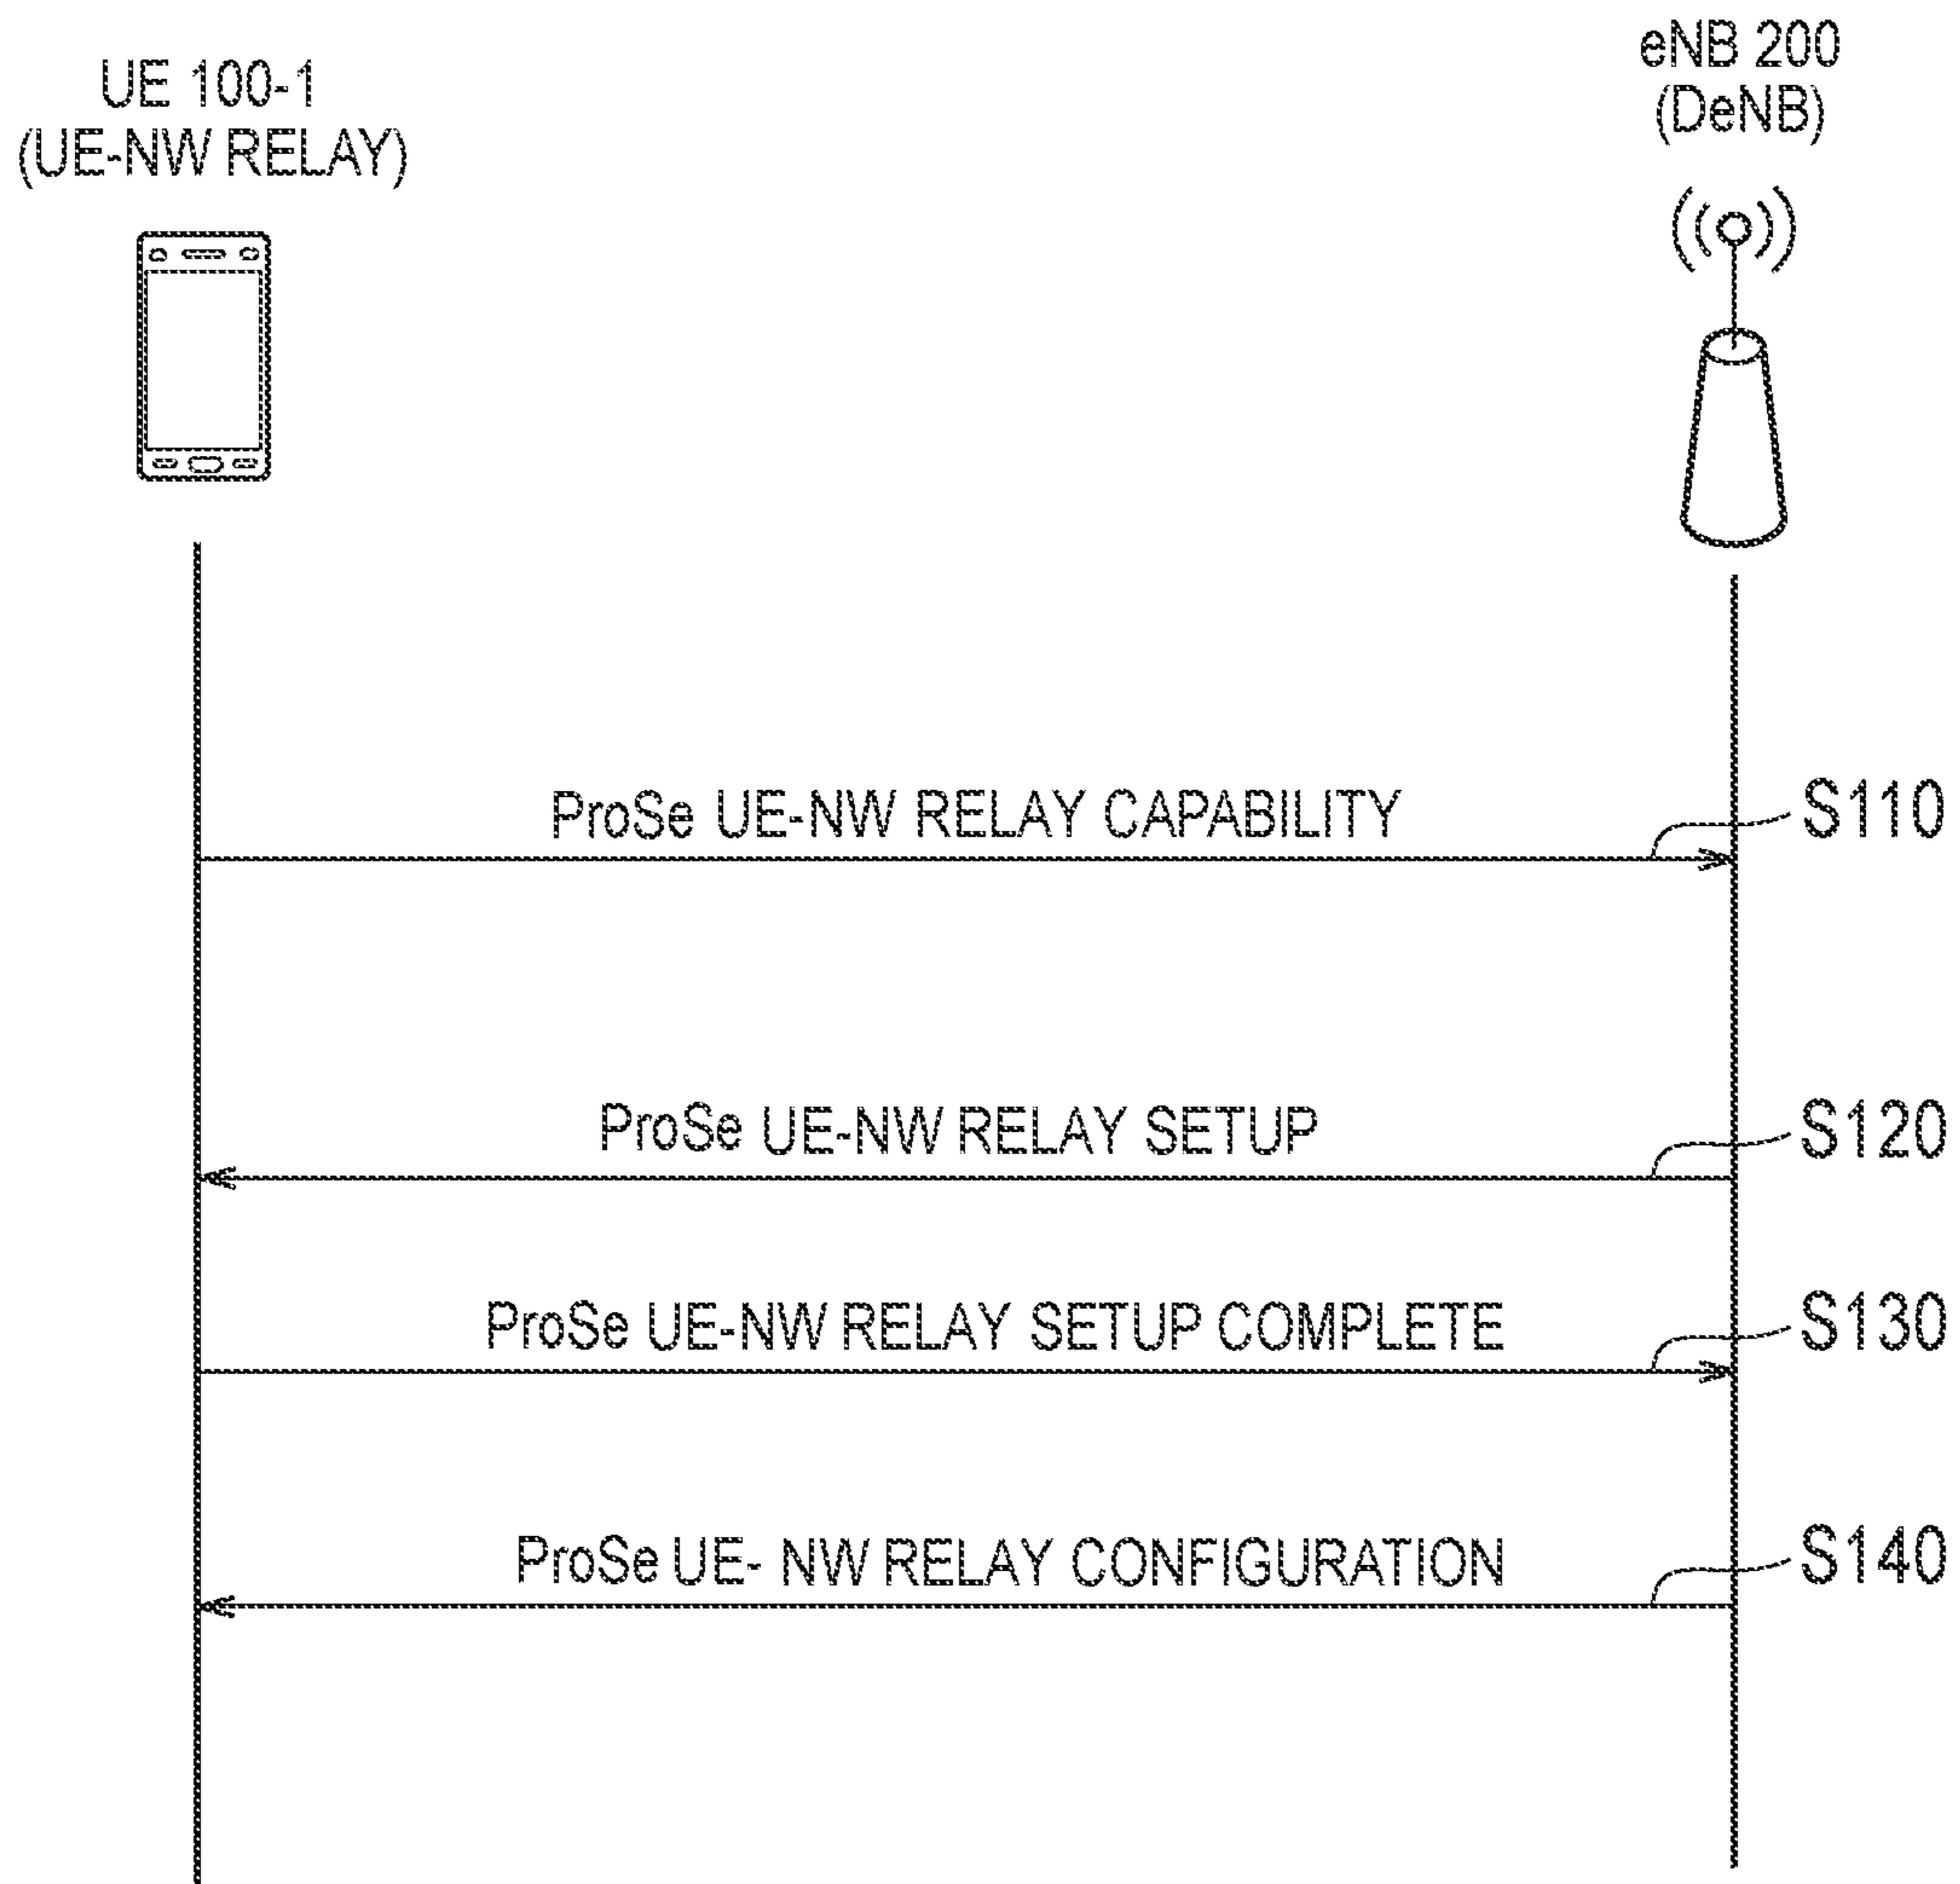 UE 100-1
(UE-NW RELAY)
eNB 200
(DeNB)
ProSe UE-NW RELAY CAPABILITY
S110
ProSe UE-NW RELAY SETUP
S120
ProSe UE-NW RELAY SETUP COMPLETE
S130
ProSe UE- NW RELAY CONFIGURATION
S140